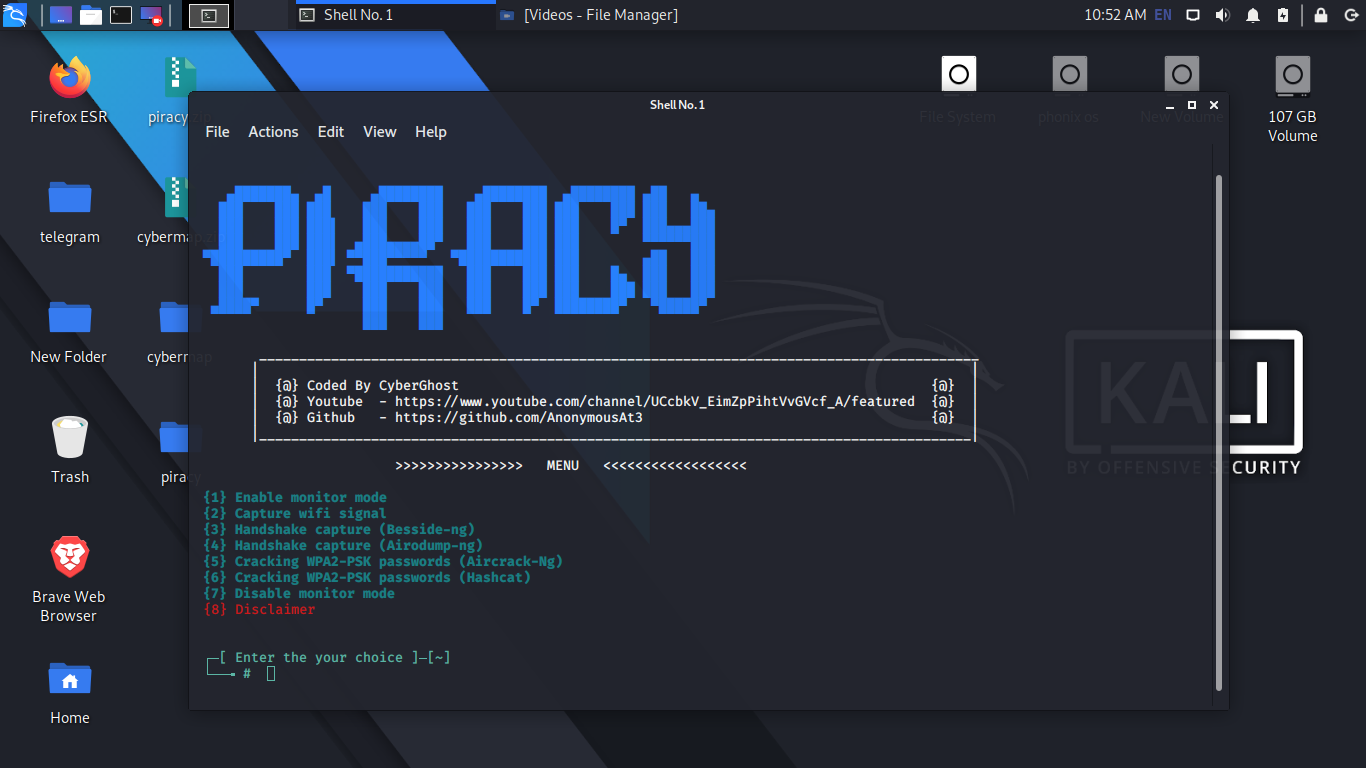 Shell No. 1
[Videos - File Manager]
10:52 AM EN
Firefox ESR
File System
phonix os
New Volume
107 GB
Volume
Shell No. 1
File Actions Edit View Help
PIRACY
telegram
New Folder
cybermap
Trash
Brave Web
Browser
Home
{@} Coded By CyberGhost {@}
{@} Youtube - https://www.youtube.com/channel/UCcbkV_EimZpPihtVvGVcf_A/featured {@}
{@} Github - https://github.com/AnonymousAt3 {@}
>>>>>>>>>>>>>>>> MENU <<<<<<<<<<<<<<<<<<
{1} Enable monitor mode
{2} Capture wifi signal
{3} Handshake capture (Besside-ng)
{4} Handshake capture (Airodump-ng)
{5} Cracking WPA2-PSK passwords (Aircrack-Ng)
{6} Cracking WPA2-PSK passwords (Hashcat)
{7} Disable monitor mode
{8} Disclaimer
[ Enter the your choice ]-[~]
#
KALI
BY OFFENSIVE SECURITY